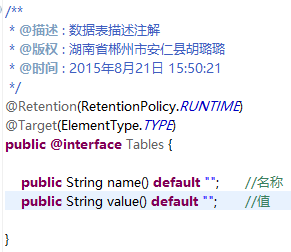 /**
* @描述 : 数据表描述注解
* @版权 : 湖南省郴州市安仁县胡璐璐
* @时间 : 2015年8月21日 15:50:21
*/
@Retention(RetentionPolicy.RUNTIME)
@Target(ElementType.TYPE)
public @interface Tables {
public String name() default ""; //名称
public String value() default ""; //值
}